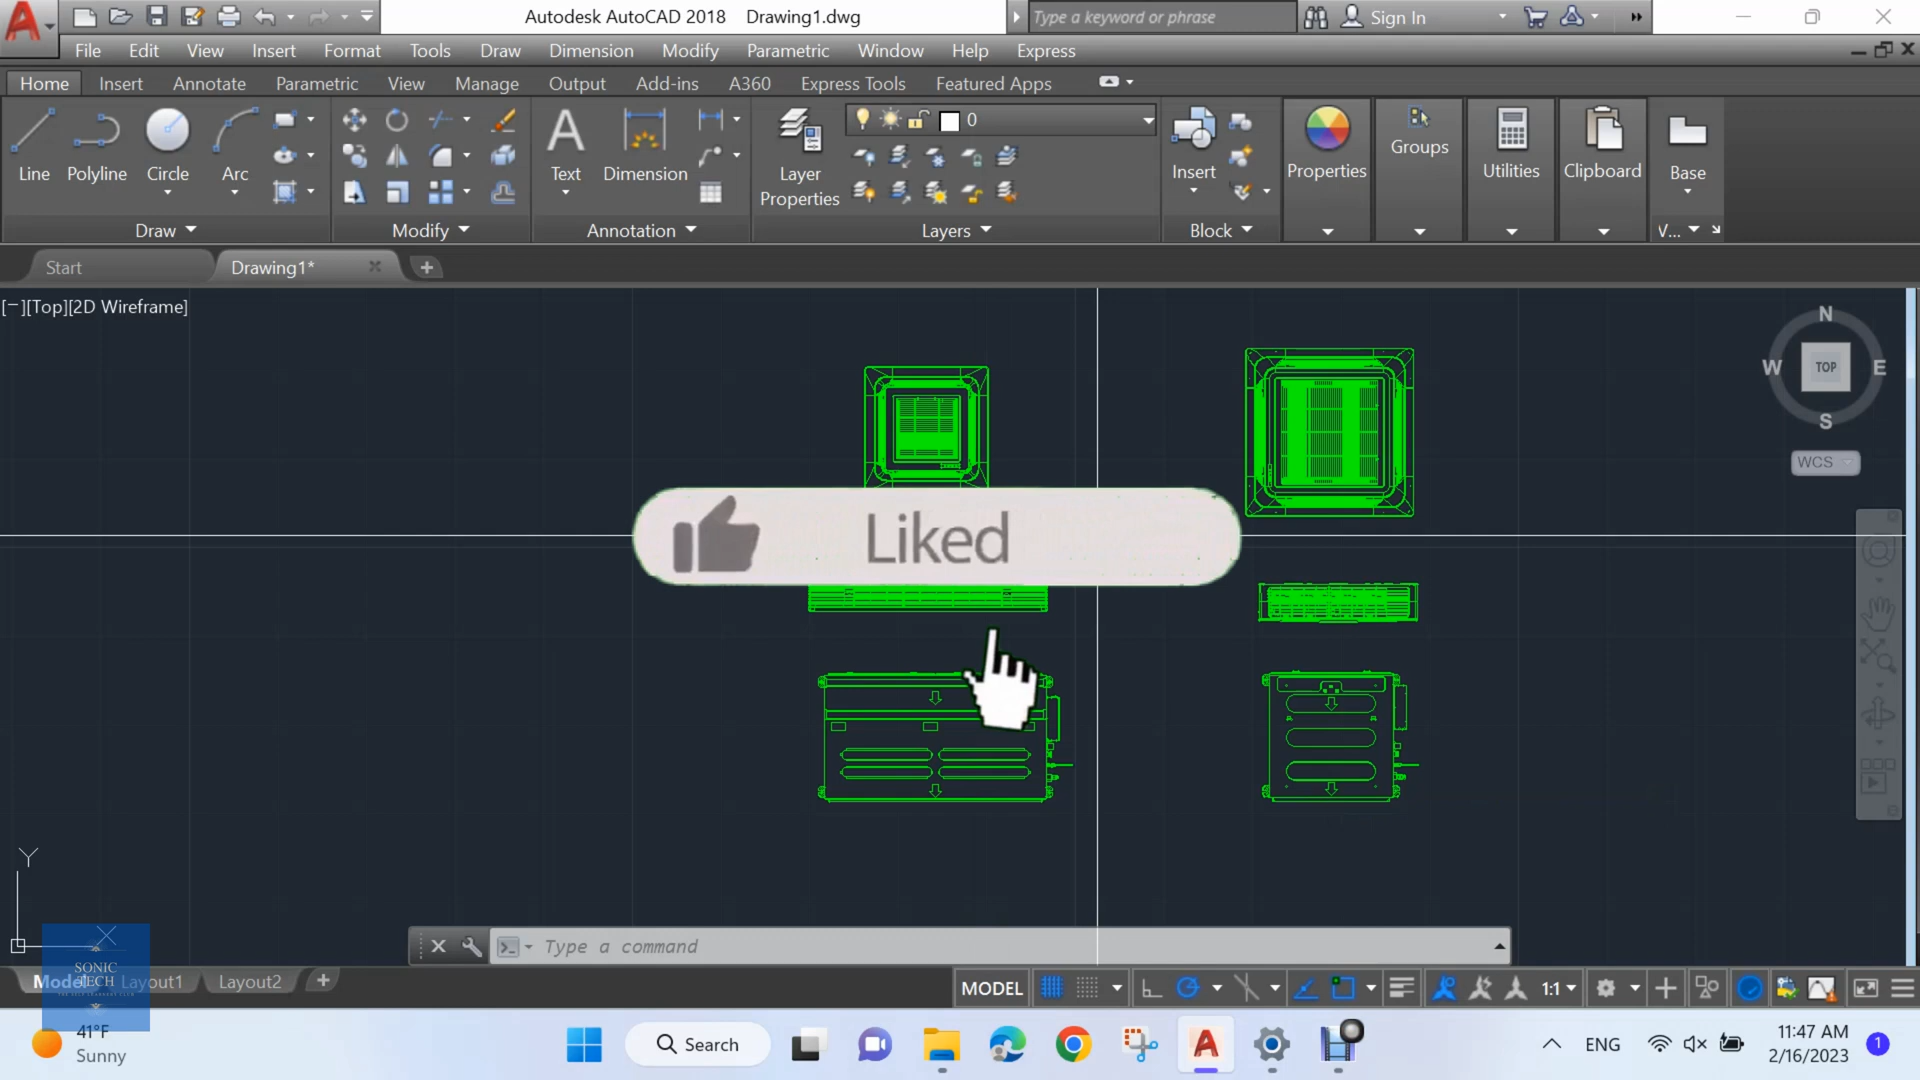 Autodesk AutoCAD 2018 Drawing1.dwg
Type a keyword or phrase
Sign In
File Edit View Insert Format Tools Draw Dimension Modify Parametric Window Help Express
Home Insert Annotate Parametric View Manage Output Add-ins A360 Express Tools Featured Apps
0
Line Polyline Circle Arc
Text Dimension
Layer Properties
Insert Properties Groups Utilities Clipboard Base
Draw Modify Annotation Layers Block V...
Start Drawing1*
[−][Top][2D Wireframe]
N
W TOP E
S
WCS
Liked
Y
Type a command
SONIC
TECH
Model Layout1 Layout2
MODEL 1:1
41°F
Sunny
Search
ENG
11:47 AM
2/16/2023
1